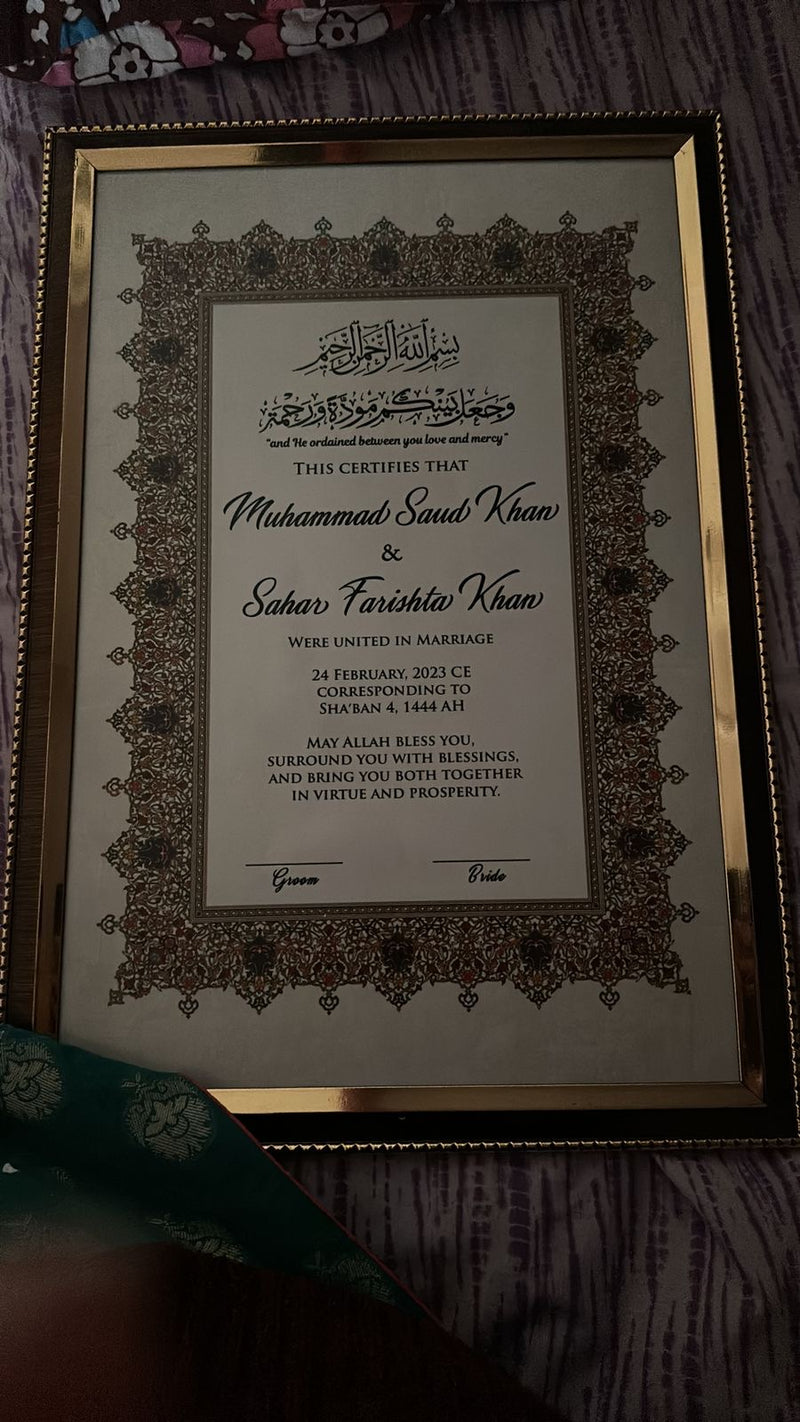 بسم الله الرحمن الرحيم
وجعل بينكم مودة ورحمة
"and He ordained between you love and mercy"
THIS CERTIFIES THAT
Muhammad Saud Khan
&
Sahar Farishta Khan
WERE UNITED IN MARRIAGE
24 FEBRUARY, 2023 CE
CORRESPONDING TO
SHA'BAN 4, 1444 AH
MAY ALLAH BLESS YOU,
SURROUND YOU WITH BLESSINGS,
AND BRING YOU BOTH TOGETHER
IN VIRTUE AND PROSPERITY.
Groom Bride